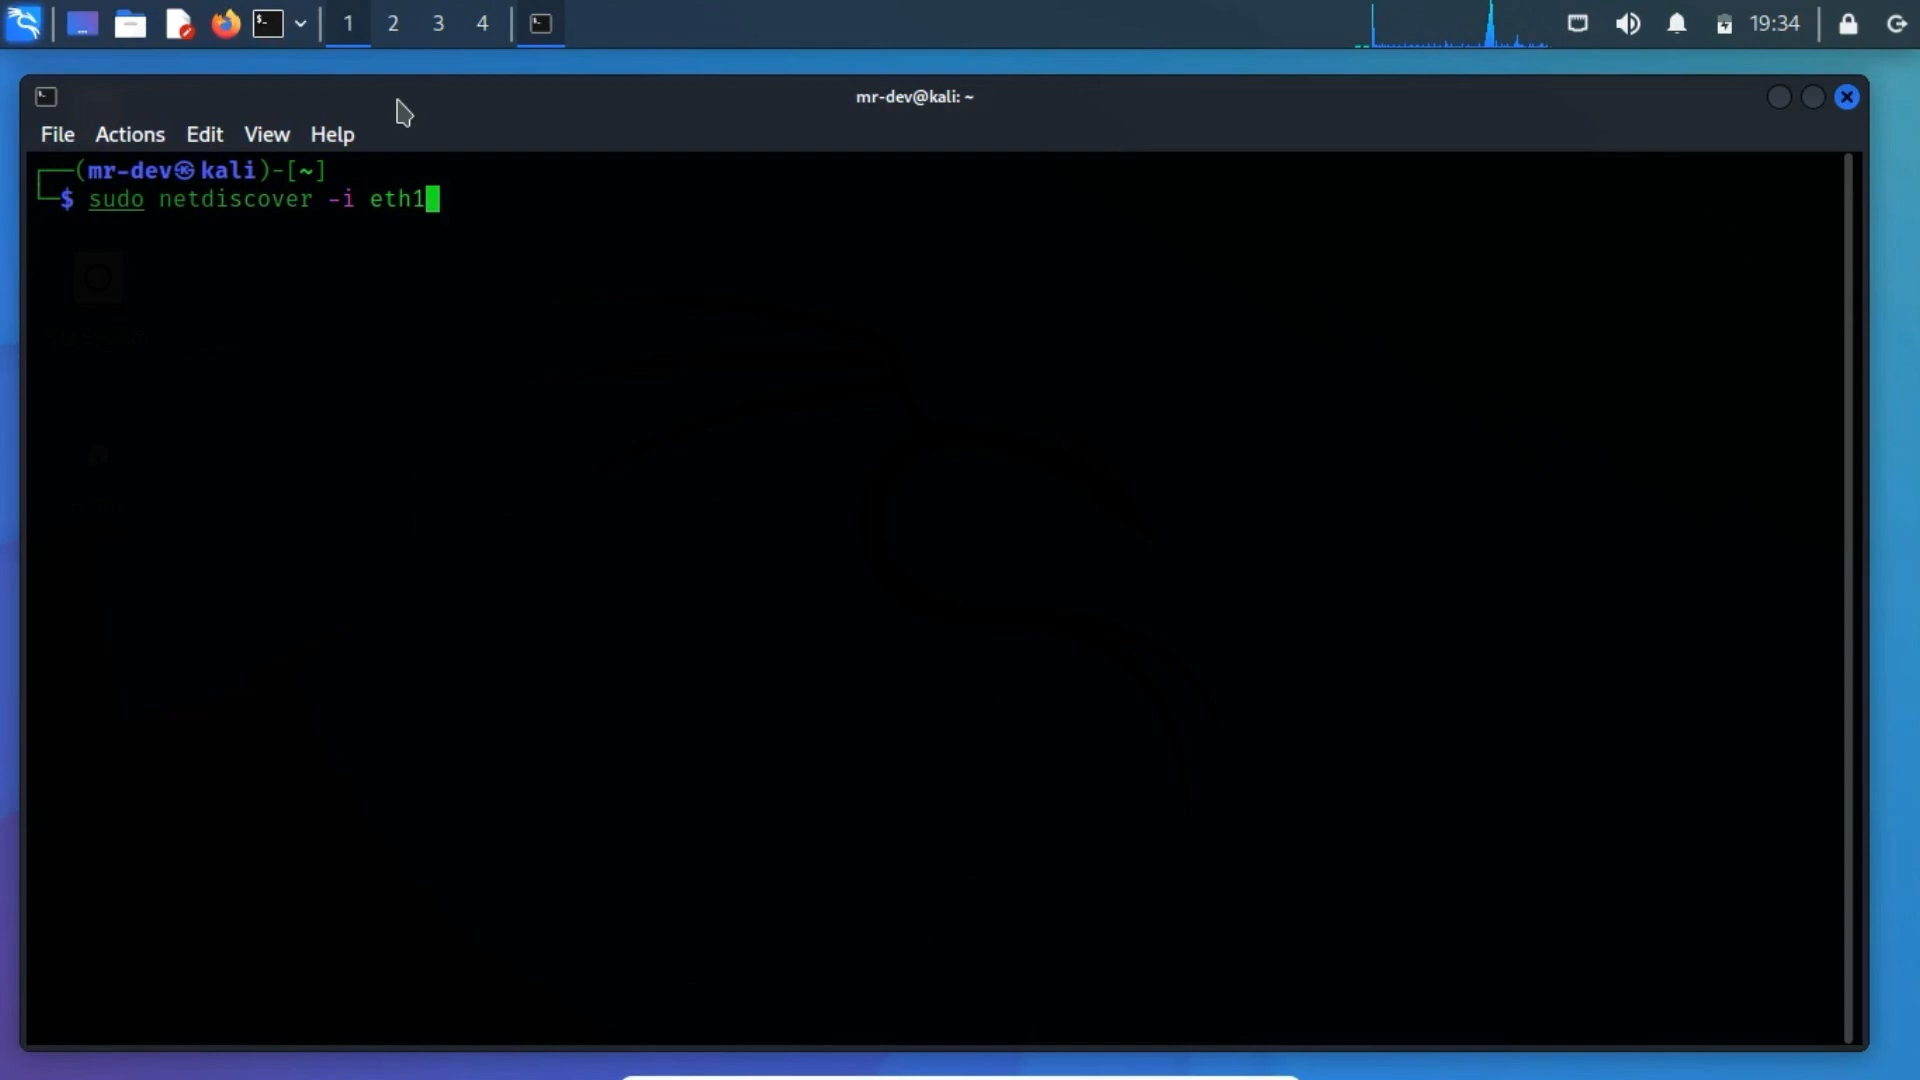 1 2 3 4 19:34
mr-dev@kali: ~
File Actions Edit View Help
┌──(mr-dev㉿kali)-[~]
└─$ sudo netdiscover -i eth1